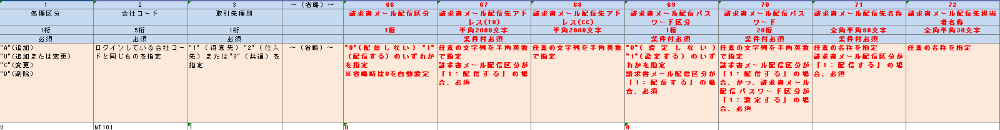 1
処理区分
1桁
必須
"A"(追加)
"U"(追加または変更)
"C"(変更)
"D"(削除)
U
2
会社コード
5桁
必須
ログインしている会社コー
ドと同じものを指定
NT101
3
取引先種別
1桁
必須
"1" (得意先) "2" (仕入
先) または"3" (共通) を
指定
1
～（省略）～
～（省略）～
66
請求書メール配信区分
1桁
"0"(配信しない) "1"
(配信する) のいずれか
を指定
※省略時は0を自動設定
0
67
請求書メール配信先アド
レス(TO)
半角2000文字
条件付必須
任意の文字列を半角英数
で指定
請求書メール配信区分が
「1：配信する」の場
合、必須
68
請求書メール配信先アド
レス(CC)
半角2000文字
任意の文字列を半角英数
で指定
69
請求書メール配信パス
ワード区分
1桁
条件付必須
"0"(設定しない)
"1"(設定する) のいず
れかを指定
請求書メール配信区分が
「1：配信する」の場
合、必須
0
70
請求書メール配信パス
ワード
20桁
条件付必須
任意の文字列を半角英数
で指定
請求書メール配信区分が
「1：配信する」の場
合、かつ、請求書メール
配信パスワード区分が
「1：設定する」の場
合、必須
71
請求書メール配信先名称
全角半角80文字
条件付必須
任意の名称を指定
請求書メール配信区分が
「1：配信する」の場
合、必須
72
請求書メール配信先担当
者名称
全角半角30文字
任意の名称を指定